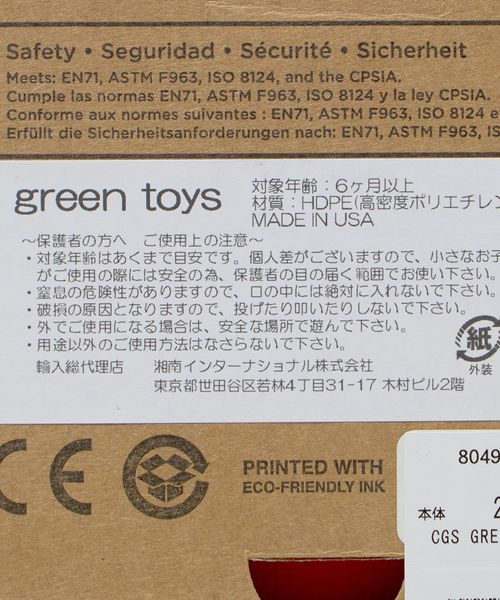 Safety • Seguridad • Sécurité • Sicherheit
Meets: EN71, ASTM F963, ISO 8124, and the CPSIA.
Cumple las normas EN71, ASTM F963, ISO 8124 y la ley CPSIA.
Conforme aux normes suivantes : EN71, ASTM F963, ISO 8124 e
Erfüllt die Sicherheitsanforderungen nach: EN71, ASTM F963, IS
green toys
対象年齢：6ヶ月以上
材質：HDPE(高密度ポリエチレン
MADE IN USA
～保護者の方へ　ご使用上の注意～
・対象年齢はあくまで目安です。個人差がございますので、小さなお子
がご使用の際には安全の為、保護者の目の届く範囲でお使い下さい。
・窒息の危険性がありますので、口の中には絶対に入れないで下さい。
・破損の原因となりますので、投げたり叩いたりしないで下さい。
・外でご使用になる場合は、安全な場所で遊んで下さい。
・用途以外のご使用方法はなさらないで下さい。
紙
外装
輸入総代理店　湘南インターナショナル株式会社
東京都世田谷区若林4丁目31-17 木村ビル2階
CE
PRINTED WITH
ECO-FRIENDLY INK
8049
本体 2
CGS GRE